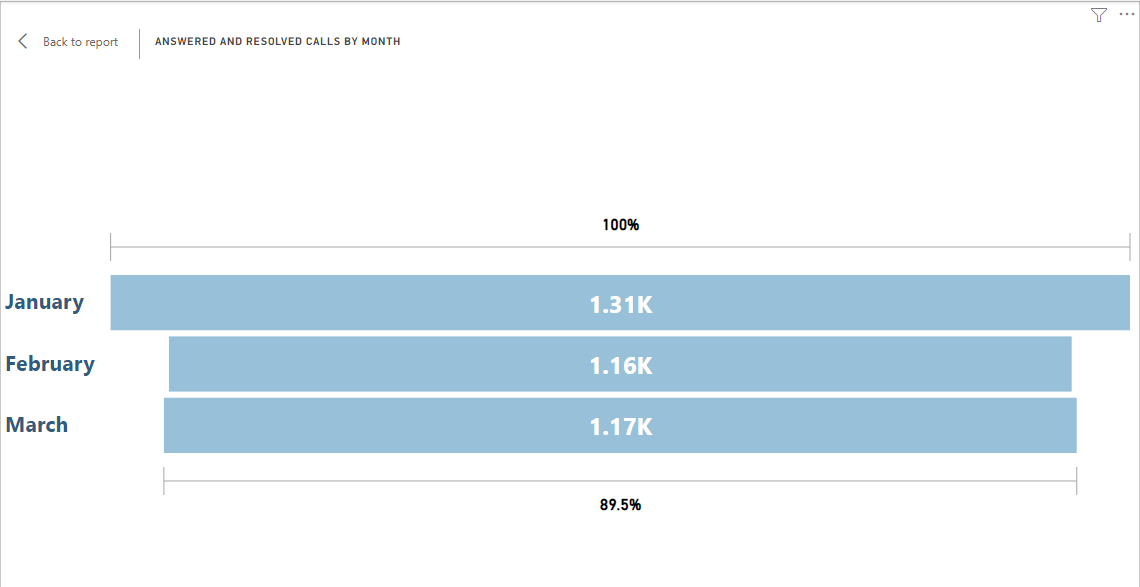 Back to report
ANSWERED AND RESOLVED CALLS BY MONTH
100%
January 1.31K
February 1.16K
March 1.17K
89.5%